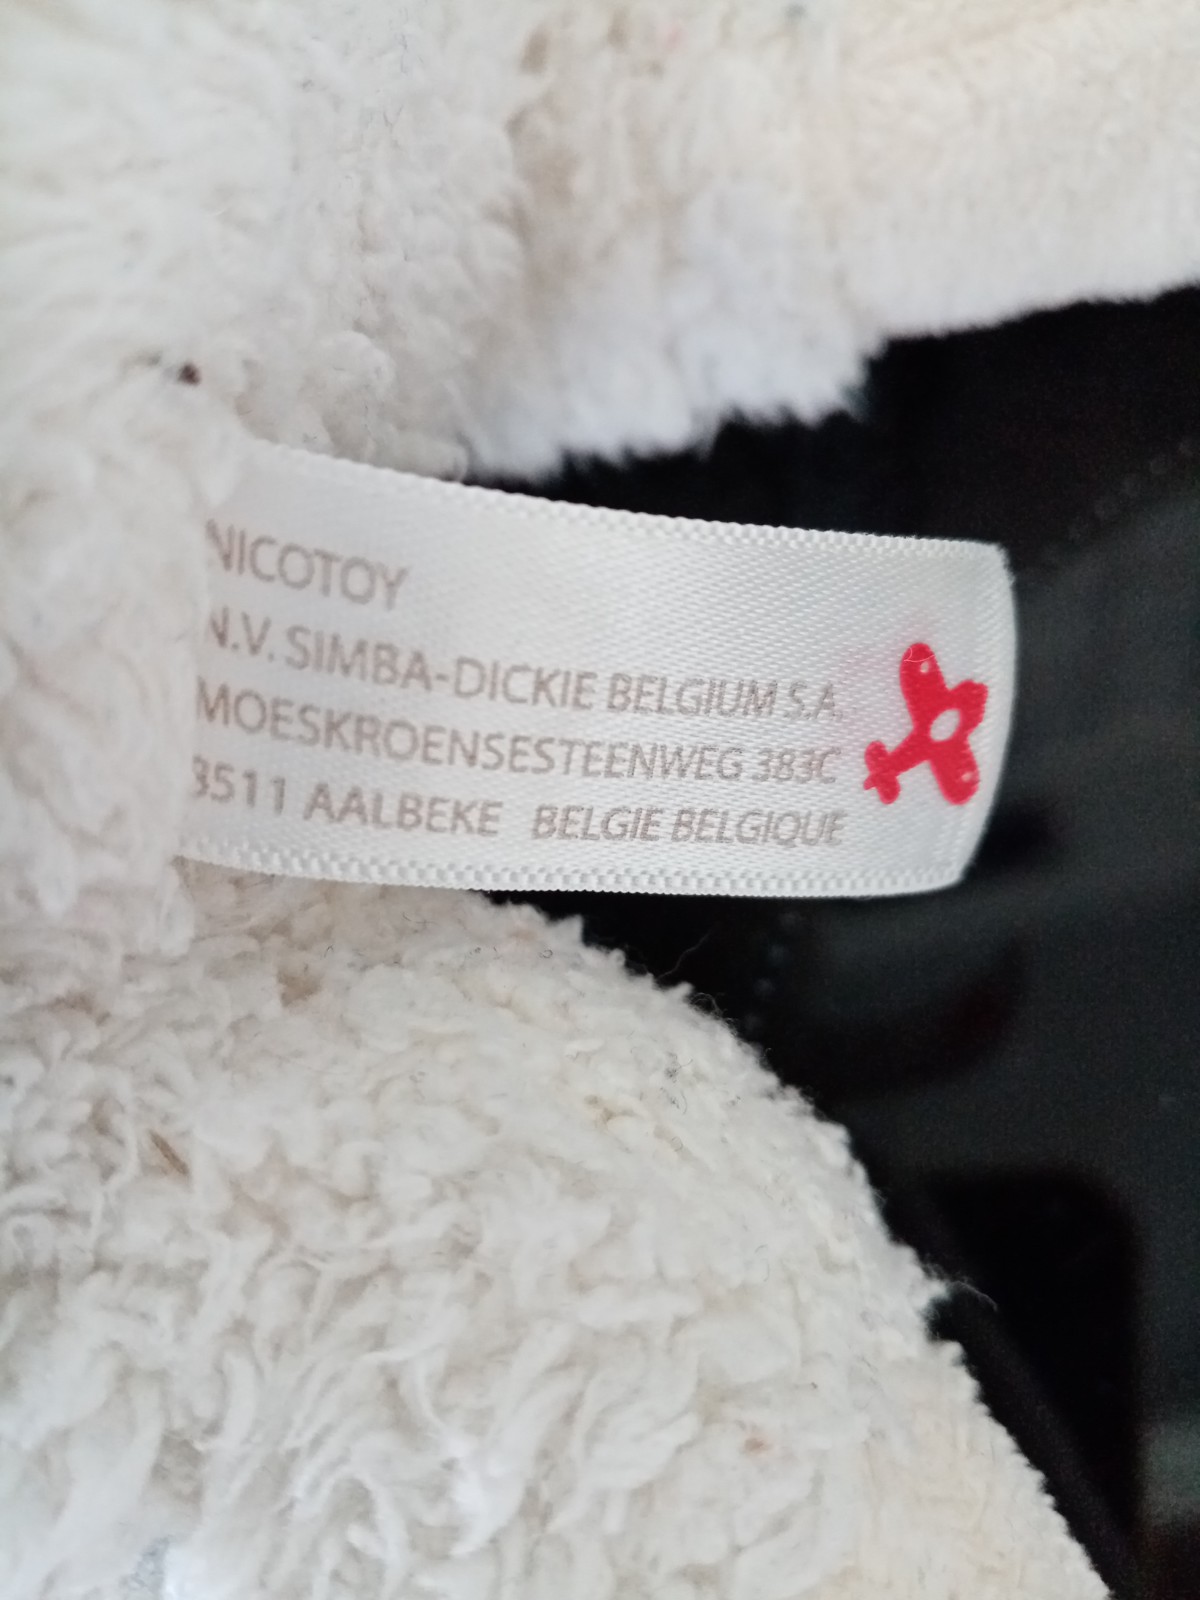 NICOTOY
N.V. SIMBA-DICKIE BELGIUM S.A.
MOESKROENSESTEENWEG 383C
8511 AALBEKE BELGIE BELGIQUE